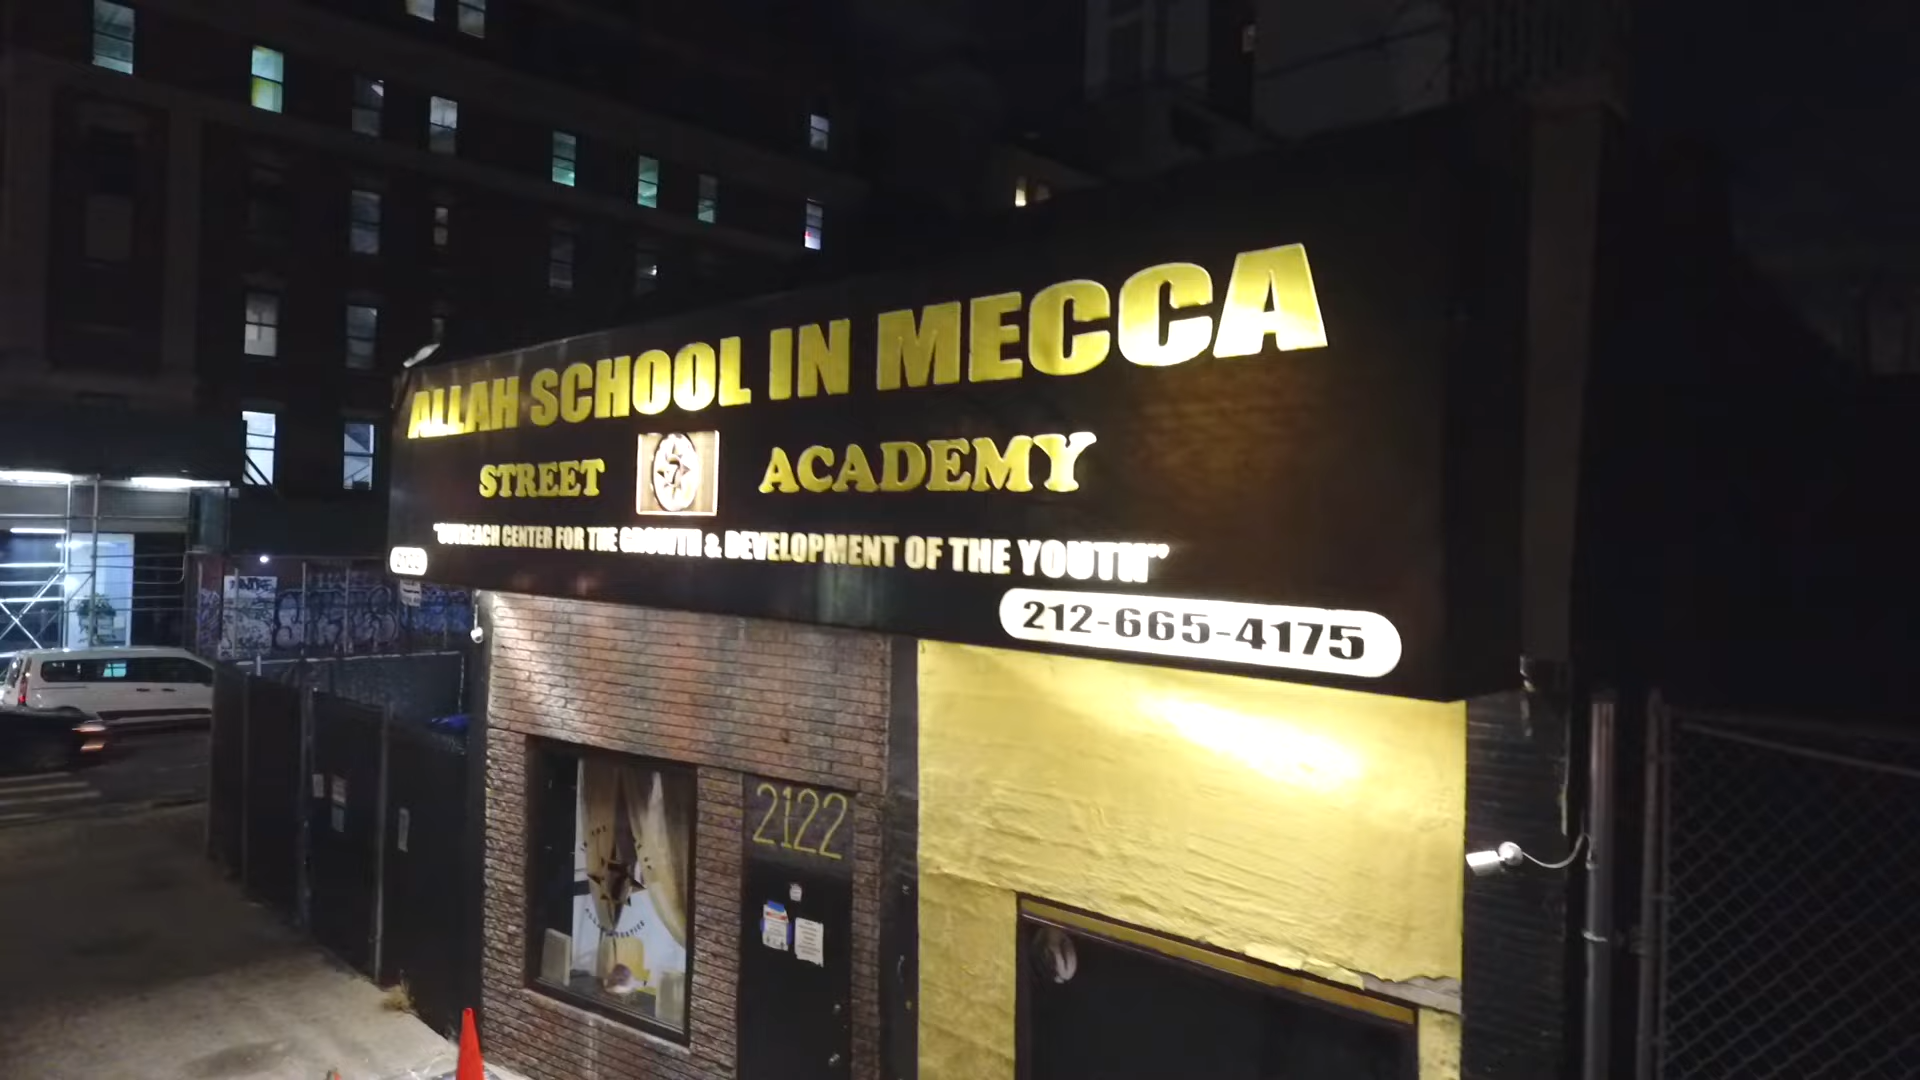 ALLAH SCHOOL IN MECCA
STREET 7 ACADEMY
"OUTREACH CENTER FOR THE GROWTH & DEVELOPMENT OF THE YOUTH"
212-665-4175
2122